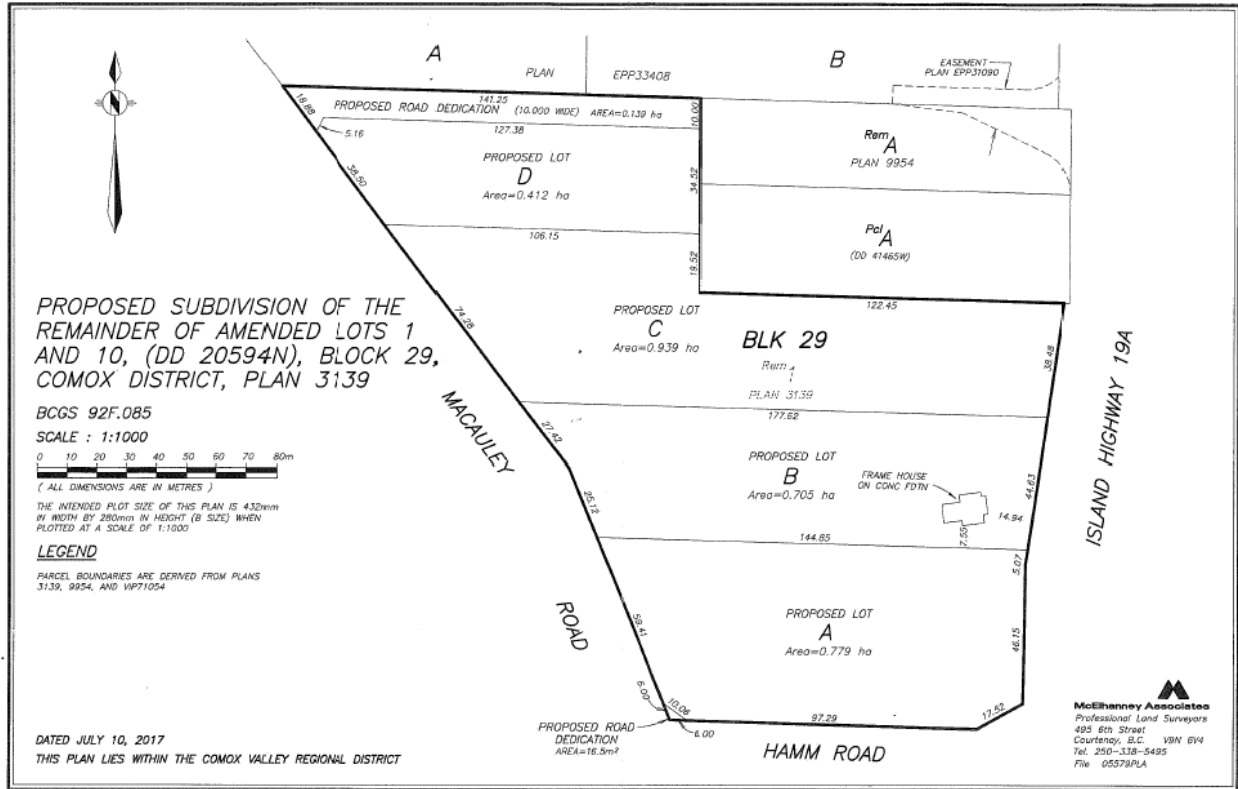 A
B
PLAN
EPP33408
EASEMENT
PLAN EPP31090
141.25
18.88
PROPOSED ROAD DEDICATION (10.000 WIDE) AREA=0.139 ha
10.00
5.16
127.38
Rem
A
PLAN 9954
PROPOSED LOT
D
Area=0.412 ha
38.50
34.52
106.15
Pcl
A
(DD 41465W)
19.52
122.45
PROPOSED SUBDIVISION OF THE
REMAINDER OF AMENDED LOTS 1
AND 10, (DD 20594N), BLOCK 29,
COMOX DISTRICT, PLAN 3139
BCGS 92F.085
SCALE : 1:1000
0 10 20 30 40 50 60 70 80m
( ALL DIMENSIONS ARE IN METRES )
THE INTENDED PLOT SIZE OF THIS PLAN IS 432mm
IN WIDTH BY 280mm IN HEIGHT (B SIZE) WHEN
PLOTTED AT A SCALE OF 1:1000
LEGEND
PARCEL BOUNDARIES ARE DERIVED FROM PLANS
3139, 9954, AND VIP71054
74.28
PROPOSED LOT
C
Area=0.939 ha
BLK 29
Rem 1
PLAN 3139
38.48
177.62
MACAULEY
ROAD
27.42
PROPOSED LOT
B
Area=0.705 ha
FRAME HOUSE
ON CONC FDTN
14.94
7.55
44.63
ISLAND HIGHWAY 19A
25.12
144.85
5.07
PROPOSED LOT
A
Area=0.779 ha
59.41
46.15
6.00
10.06
97.29
17.52
6.00
PROPOSED ROAD
DEDICATION
AREA=16.5m²
HAMM ROAD
DATED JULY 10, 2017
THIS PLAN LIES WITHIN THE COMOX VALLEY REGIONAL DISTRICT
McElhanney Associates
Professional Land Surveyors
495 6th Street
Courtenay, B.C. V9N 6V4
Tel. 250-338-5495
File 05579PLA